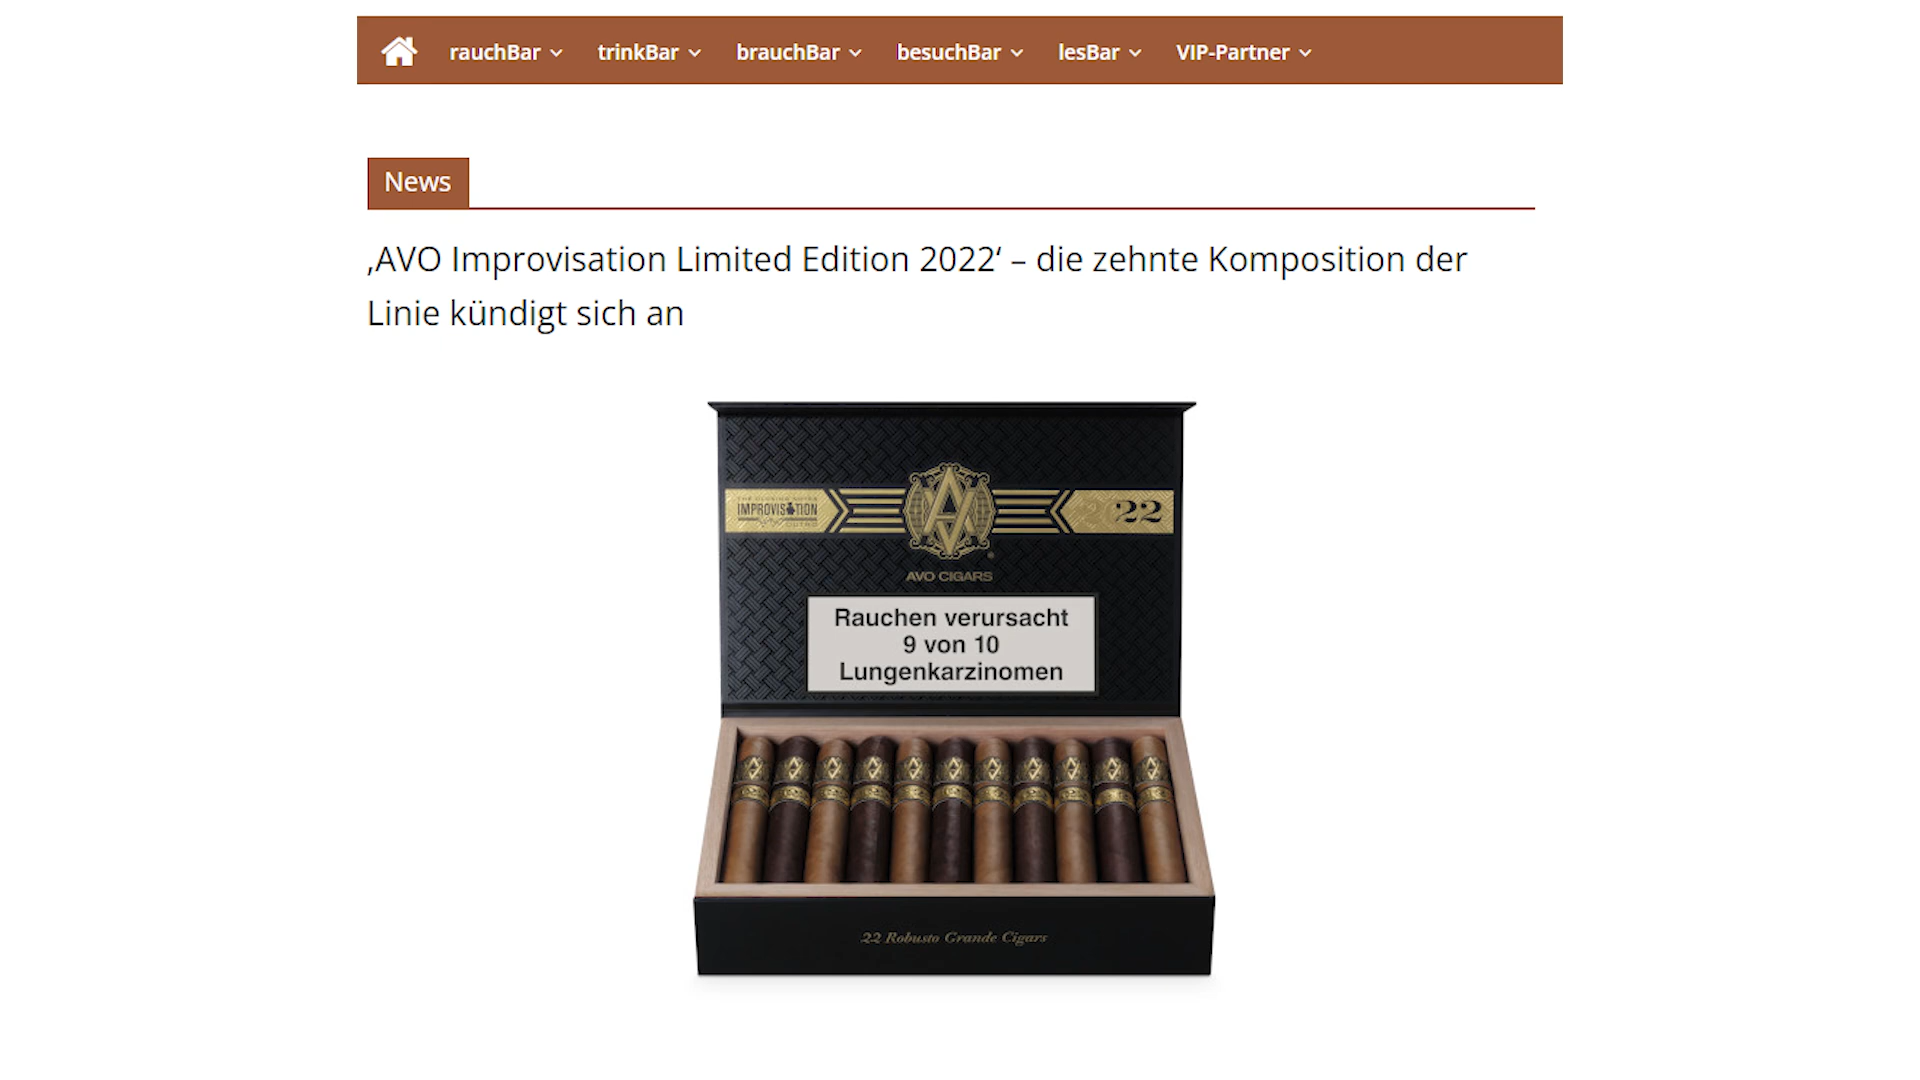 rauchBar trinkBar brauchBar besuchBar lesBar VIP-Partner
News
‚AVO Improvisation Limited Edition 2022‘ – die zehnte Komposition der
Linie kündigt sich an
IMPROVISATION
2022
AVO CIGARS
Rauchen verursacht
9 von 10
Lungenkarzinomen
22 Robusto Grande Cigars